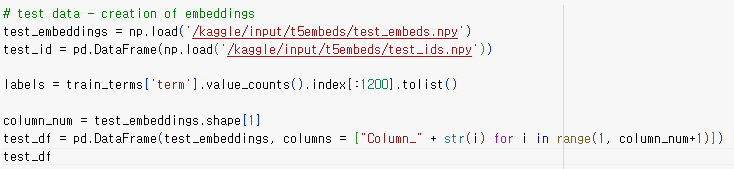 # test data - creation of embeddings
test_embeddings = np.load('/kaggle/input/t5embeds/test_embeds.npy')
test_id = pd.DataFrame(np.load('/kaggle/input/t5embeds/test_ids.npy'))
labels = train_terms['term'].value_counts().index[:1200].tolist()
column_num = test_embeddings.shape[1]
test_df = pd.DataFrame(test_embeddings, columns = ["Column_" + str(i) for i in range(1, column_num+1)])
test_df